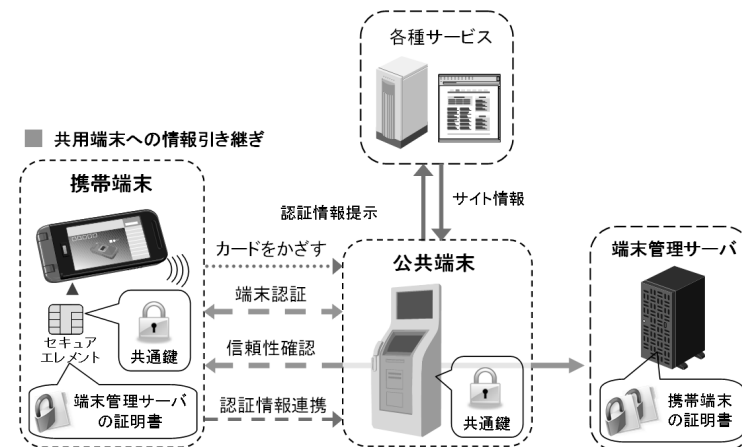 各種サービス
共用端末への情報引き継ぎ
携帯端末
認証情報提示
サイト情報
カードをかざす
公共端末
端末管理サーバ
端末認証
セキュア
エレメント
共通鍵
信頼性確認
端末管理サーバ
の証明書
認証情報連携
共通鍵
携帯端末
の証明書